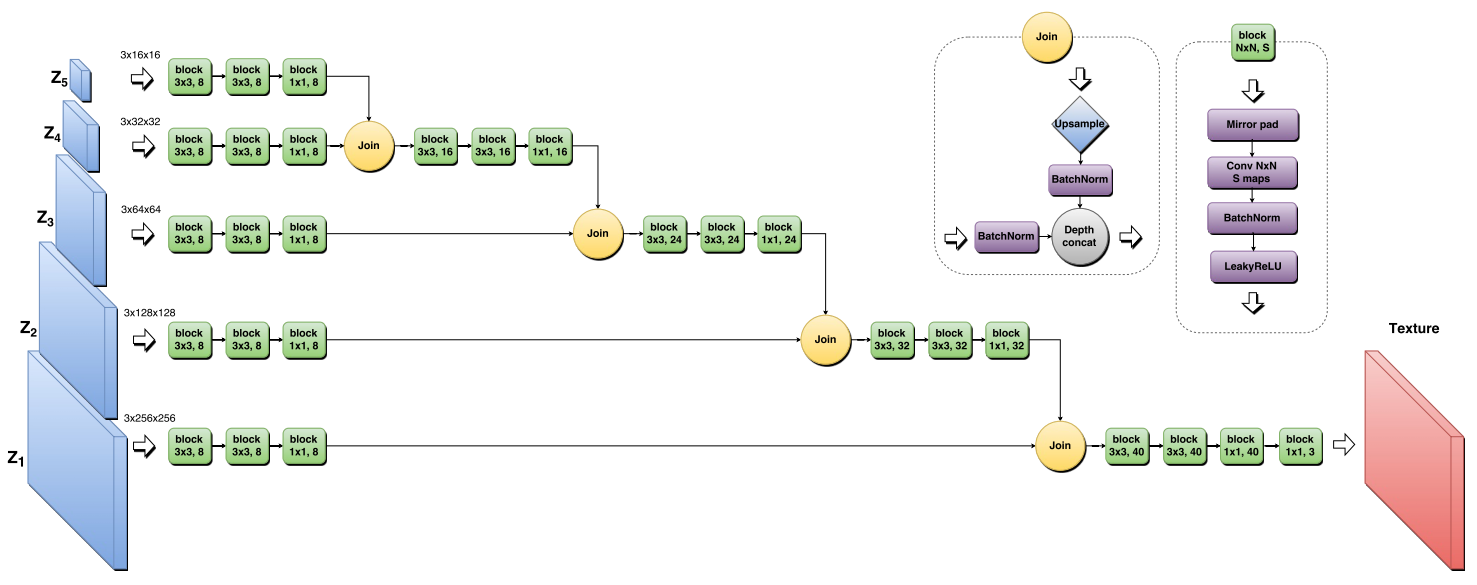 Z5
3x16x16
block
3x3, 8
block
3x3, 8
block
1x1, 8
Z4
3x32x32
block
3x3, 8
block
3x3, 8
block
1x1, 8
Join
block
3x3, 16
block
3x3, 16
block
1x1, 16
Z3
3x64x64
block
3x3, 8
block
3x3, 8
block
1x1, 8
Join
block
3x3, 24
block
3x3, 24
block
1x1, 24
Z2
3x128x128
block
3x3, 8
block
3x3, 8
block
1x1, 8
Join
block
3x3, 32
block
3x3, 32
block
1x1, 32
Z1
3x256x256
block
3x3, 8
block
3x3, 8
block
1x1, 8
Join
block
3x3, 40
block
3x3, 40
block
1x1, 40
block
1x1, 3
Texture
Join
Upsample
BatchNorm
BatchNorm
Depth
concat
block
NxN, S
Mirror pad
Conv NxN
S maps
BatchNorm
LeakyReLU